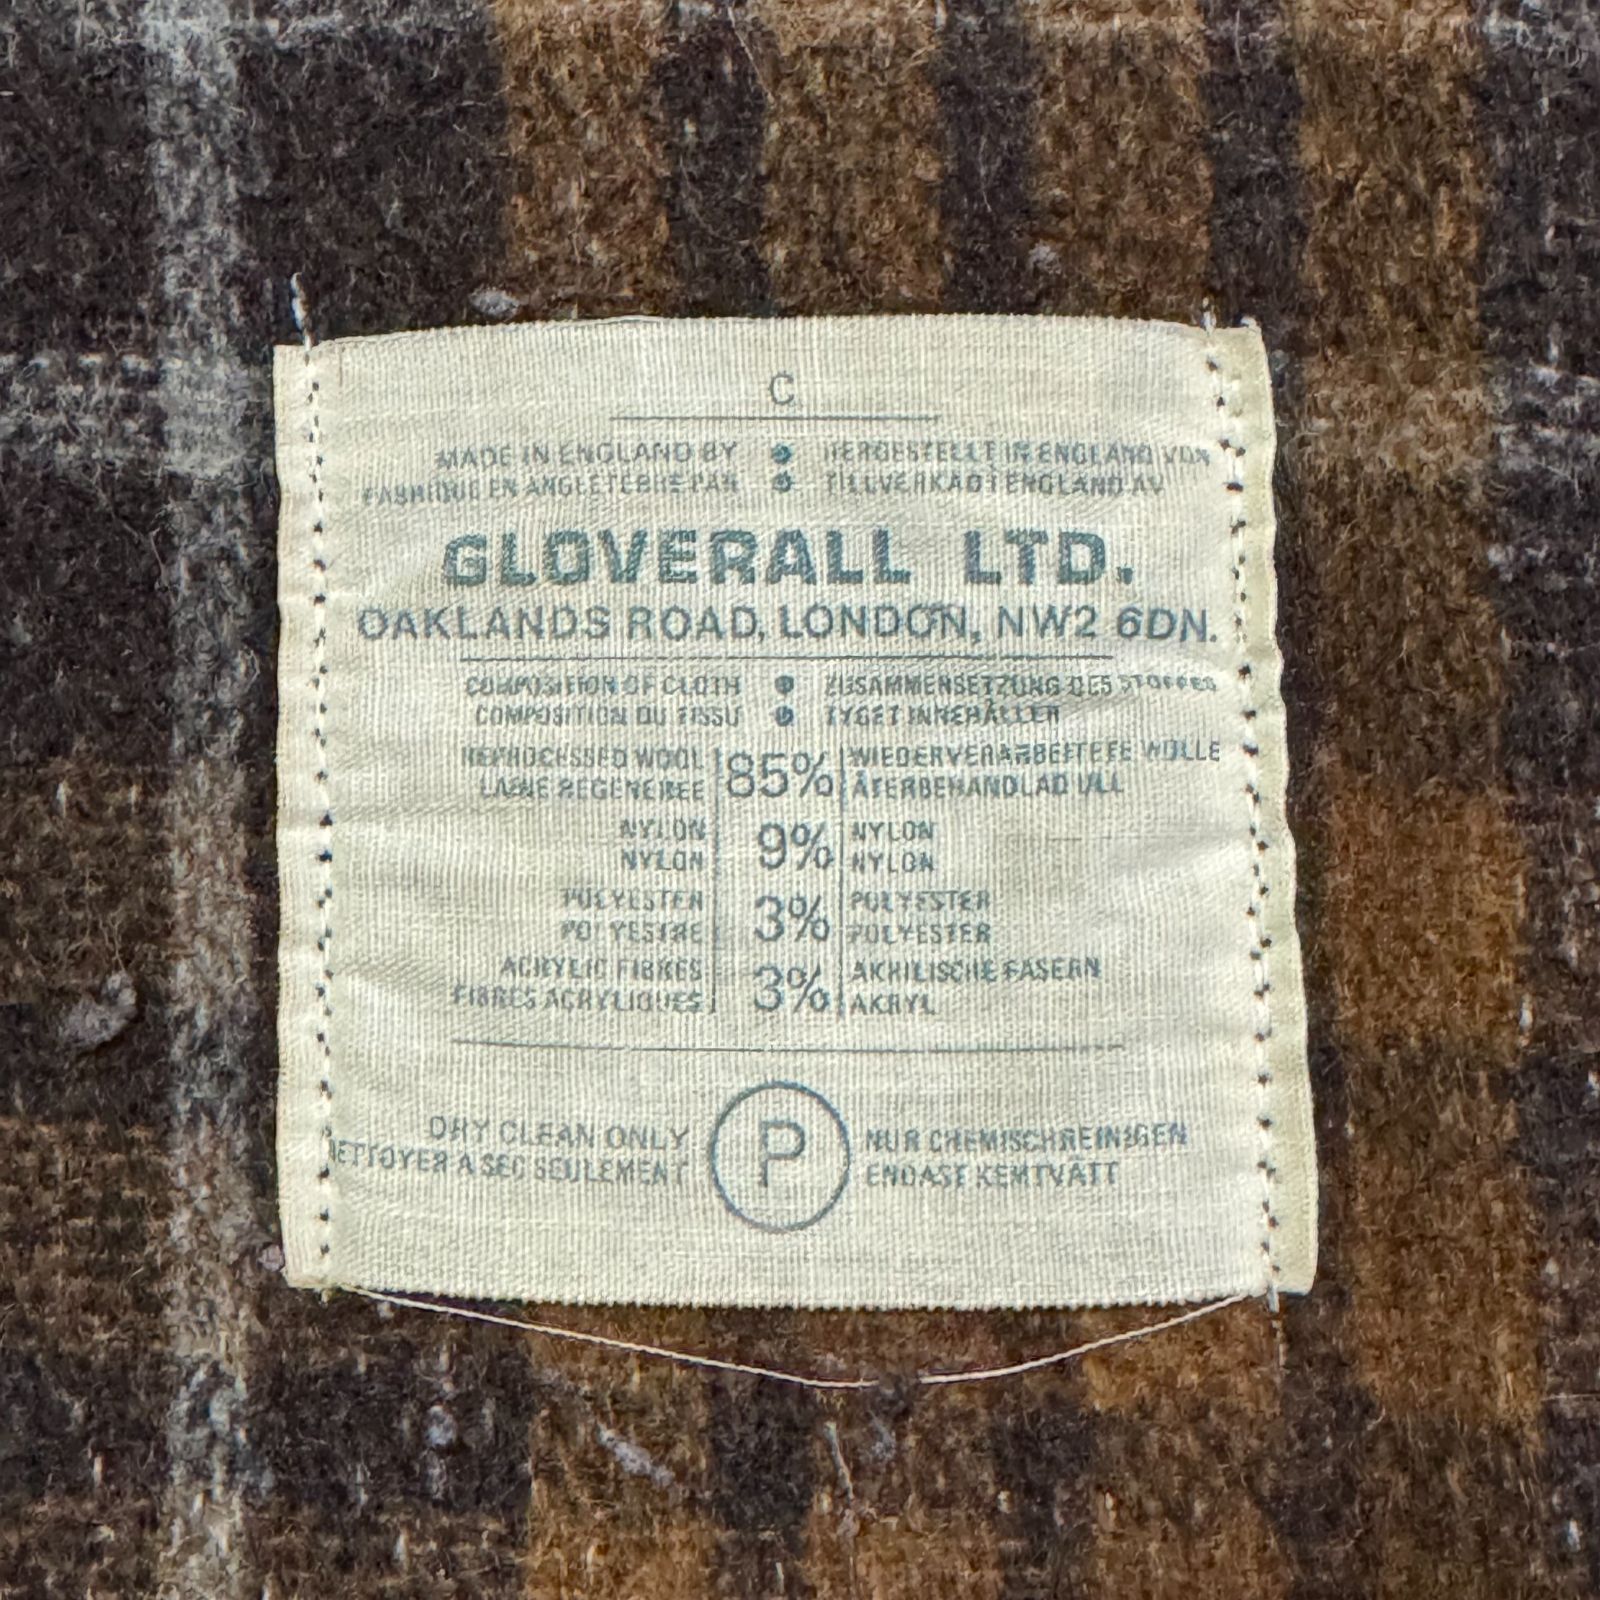 C
MADE IN ENGLAND BY • HERGESTELLT IN ENGLAND VON
FABRIQUE EN ANGLETERRE PAR • TILLVERKAD I ENGLAND AV
GLOVERALL LTD.
OAKLANDS ROAD, LONDON, NW2 6DN.
COMPOSITION OF CLOTH • ZUSAMMENSETZUNG DES STOFFES
COMPOSITION DU TISSU • TYGET INNEHÅLLER
REPROCESSED WOOL 85% WIEDERVERARBEITETE WOLLE
LAINE REGENEREE ÅTERBEHANDLAD ULL
NYLON 9% NYLON
NYLON NYLON
POLYESTER 3% POLYESTER
POLYESTRE POLYESTER
ACRYLIC FIBRES 3% AKRILISCHE FASERN
FIBRES ACRYLIQUES AKRYL
DRY CLEAN ONLY P NUR CHEMISCHREINIGEN
NETTOYER A SEC SEULEMENT ENDAST KEMTVATT